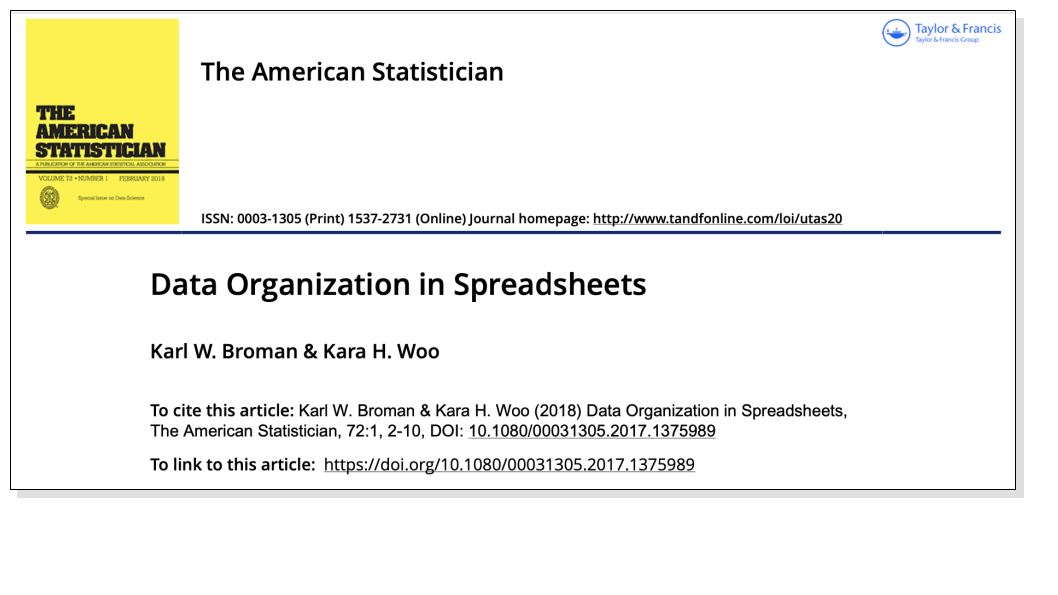 Taylor & Francis
Taylor & Francis Group
The American Statistician
THE
AMERICAN
STATISTICIAN
A PUBLICATION OF THE AMERICAN STATISTICAL ASSOCIATION
VOLUME 72 • NUMBER 1 FEBRUARY 2018
Special Issue on Data Science
ISSN: 0003-1305 (Print) 1537-2731 (Online) Journal homepage: http://www.tandfonline.com/loi/utas20
Data Organization in Spreadsheets
Karl W. Broman & Kara H. Woo
To cite this article: Karl W. Broman & Kara H. Woo (2018) Data Organization in Spreadsheets,
The American Statistician, 72:1, 2-10, DOI: 10.1080/00031305.2017.1375989
To link to this article: https://doi.org/10.1080/00031305.2017.1375989